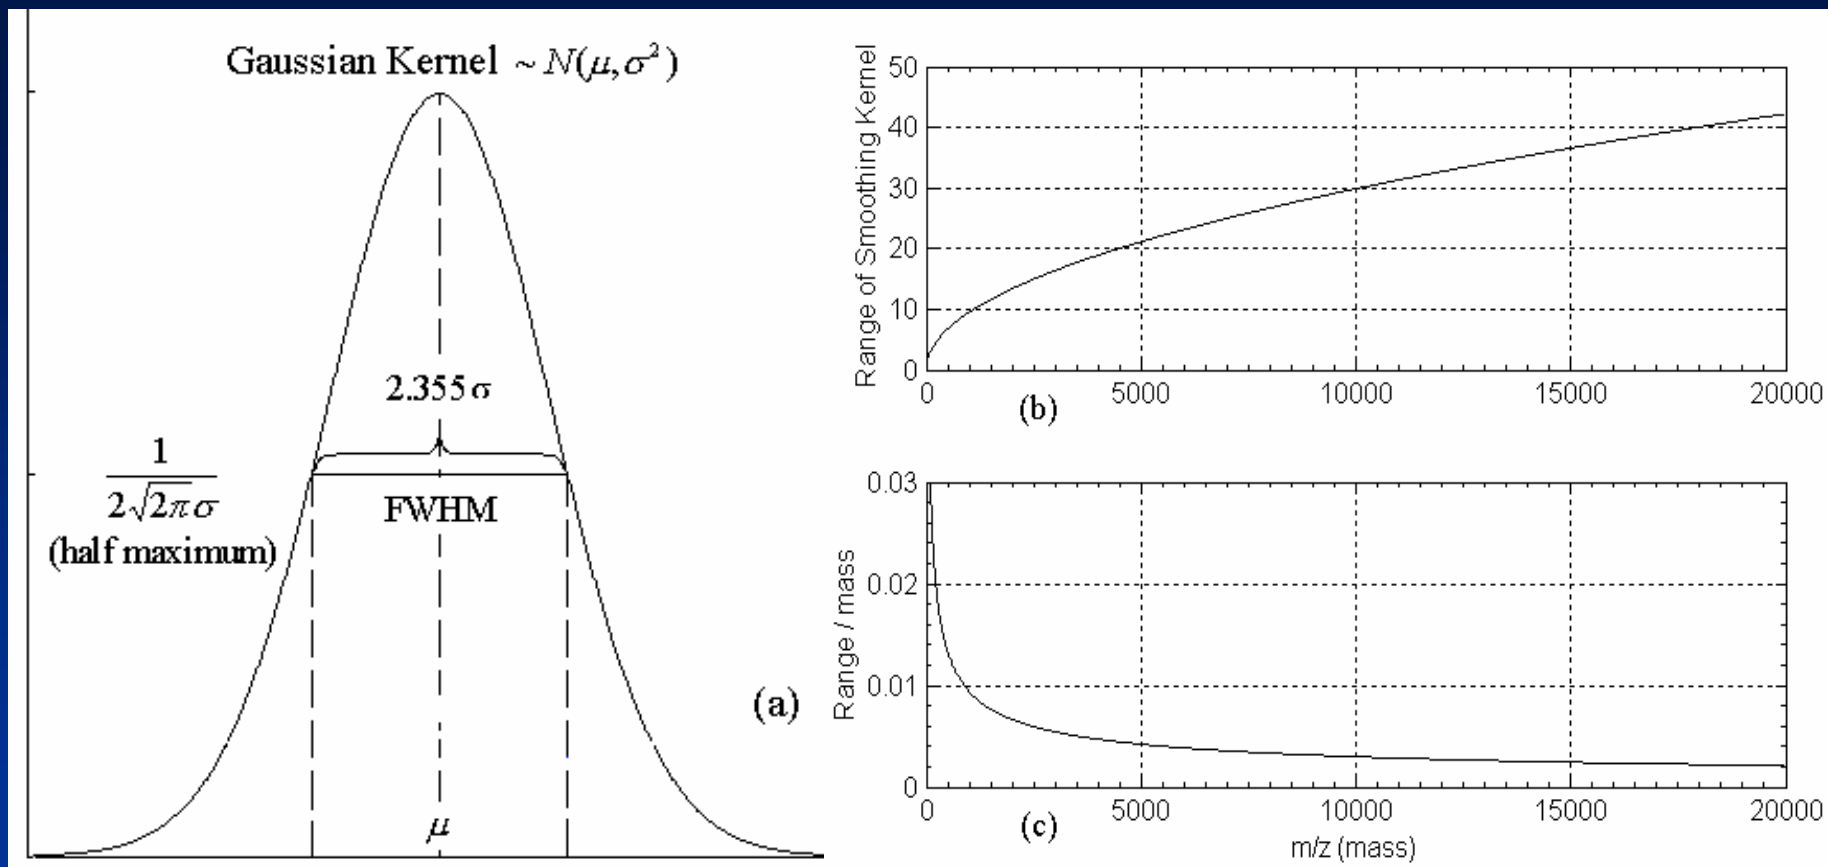 Gaussian Kernel ~ N(μ,σ²)
2.355σ
1
2√2π σ
(half maximum)
FWHM
μ
(a)
Range of Smoothing Kernel
50
40
30
20
10
0
0 5000 10000 15000 20000
(b)
Range / mass
0.03
0.02
0.01
0
0 5000 10000 15000 20000
(c)
m/z (mass)